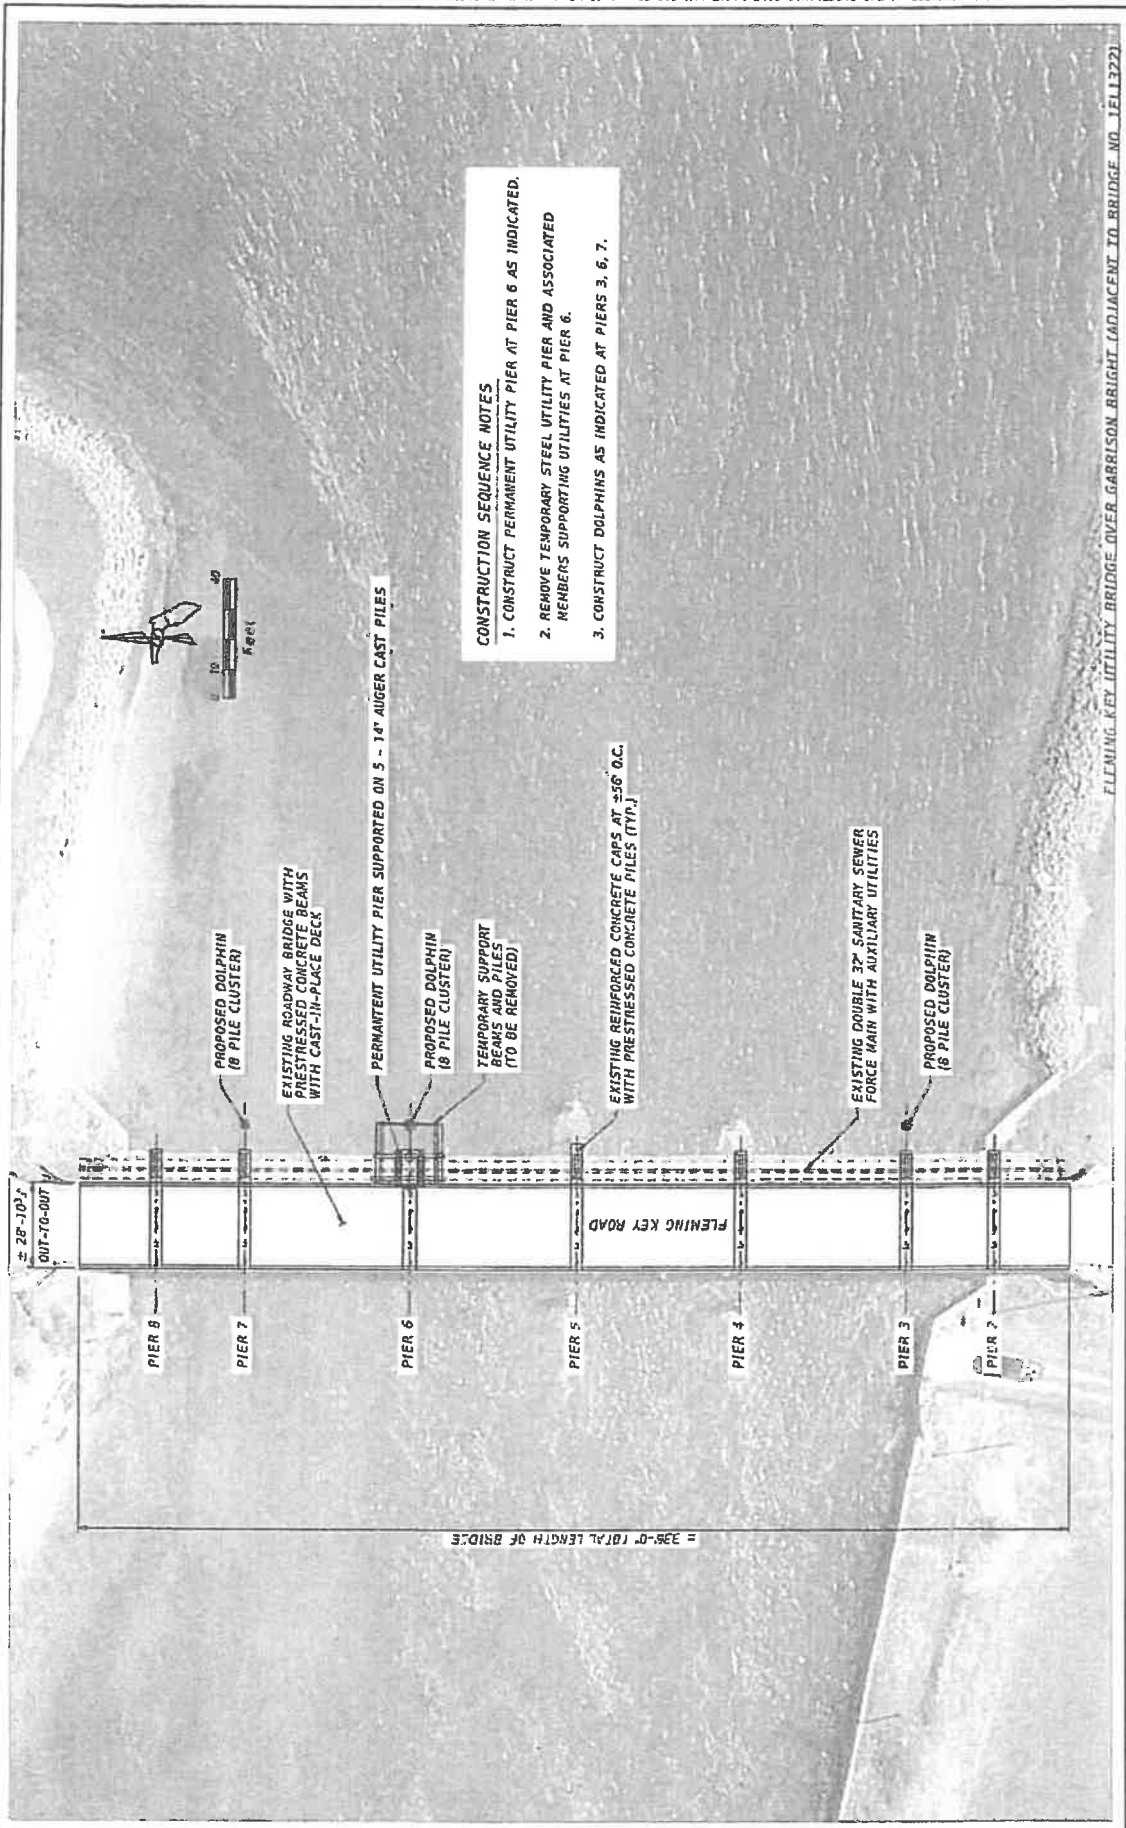 ± 28'-10¾"
OUT-TO-OUT
PIER 8
PIER 7
PIER 6
PIER 5
PIER 4
PIER 3
PIER 2
335'-0" TOTAL LENGTH OF BRIDGE
FLEMING KEY ROAD
PROPOSED DOLPHIN
(8 PILE CLUSTER)
EXISTING ROADWAY BRIDGE WITH
PRESTRESSED CONCRETE BEAMS
WITH CAST-IN-PLACE DECK
PERMANTENT UTILITY PIER SUPPORTED ON 5 - 14" AUGER CAST PILES
PROPOSED DOLPHIN
(8 PILE CLUSTER)
TEMPORARY SUPPORT
BEAMS AND PILES
(TO BE REMOVED)
EXISTING REINFORCED CONCRETE CAPS AT ±56' O.C.
WITH PRESTRESSED CONCRETE PILES (TYP.)
EXISTING DOUBLE 32" SANITARY SEWER
FORCE MAIN WITH AUXILIARY UTILITIES
PROPOSED DOLPHIN
(8 PILE CLUSTER)
0 10 40
Feet
CONSTRUCTION SEQUENCE NOTES
1. CONSTRUCT PERMANENT UTILITY PIER AT PIER 6 AS INDICATED.
2. REMOVE TEMPORARY STEEL UTILITY PIER AND ASSOCIATED
MEMBERS SUPPORTING UTILITIES AT PIER 6.
3. CONSTRUCT DOLPHINS AS INDICATED AT PIERS 3, 6, 7.
FLEMING KEY UTILITY BRIDGE OVER GARRISON BRIGHT (ADJACENT TO BRIDGE NO.